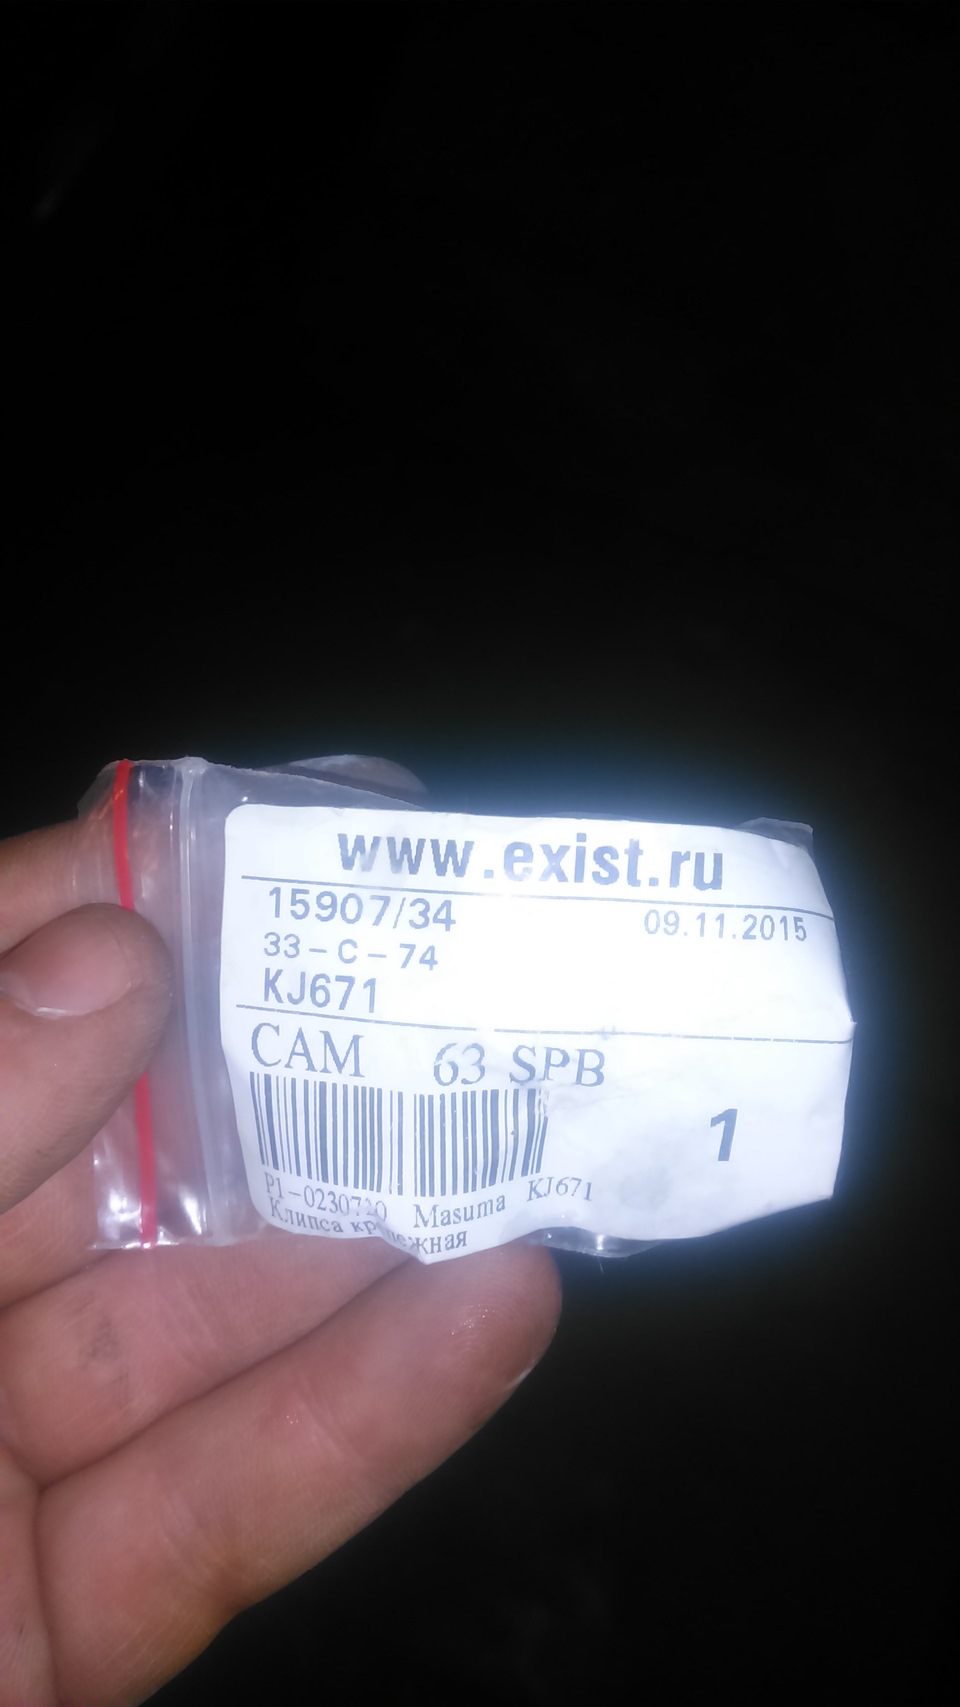 www.exist.ru
15907/34 09.11.2015
33-C-74
KJ671
CAM 63 SPB
1
Masuma KJ671
Клипса